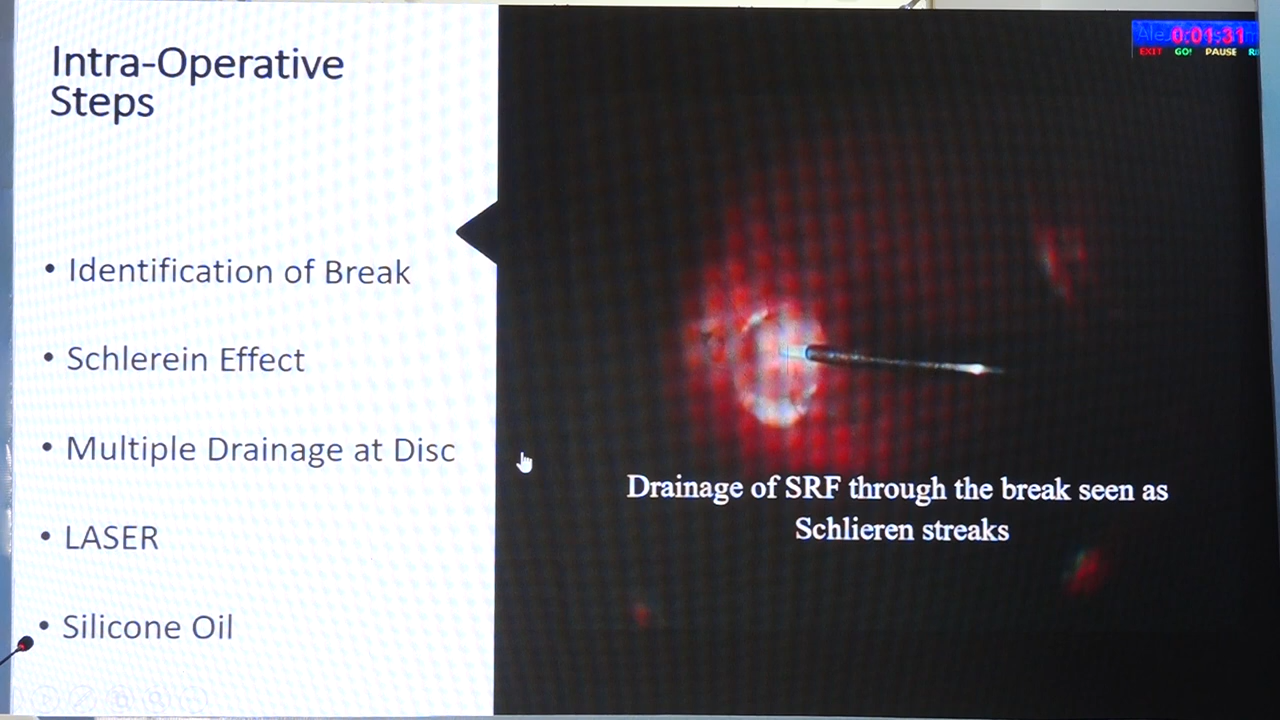 Intra-Operative
Steps
• Identification of Break
• Schlerein Effect
• Multiple Drainage at Disc
• LASER
• Silicone Oil
0:01:31
EXIT GO! PAUSE
Drainage of SRF through the break seen as
Schlieren streaks